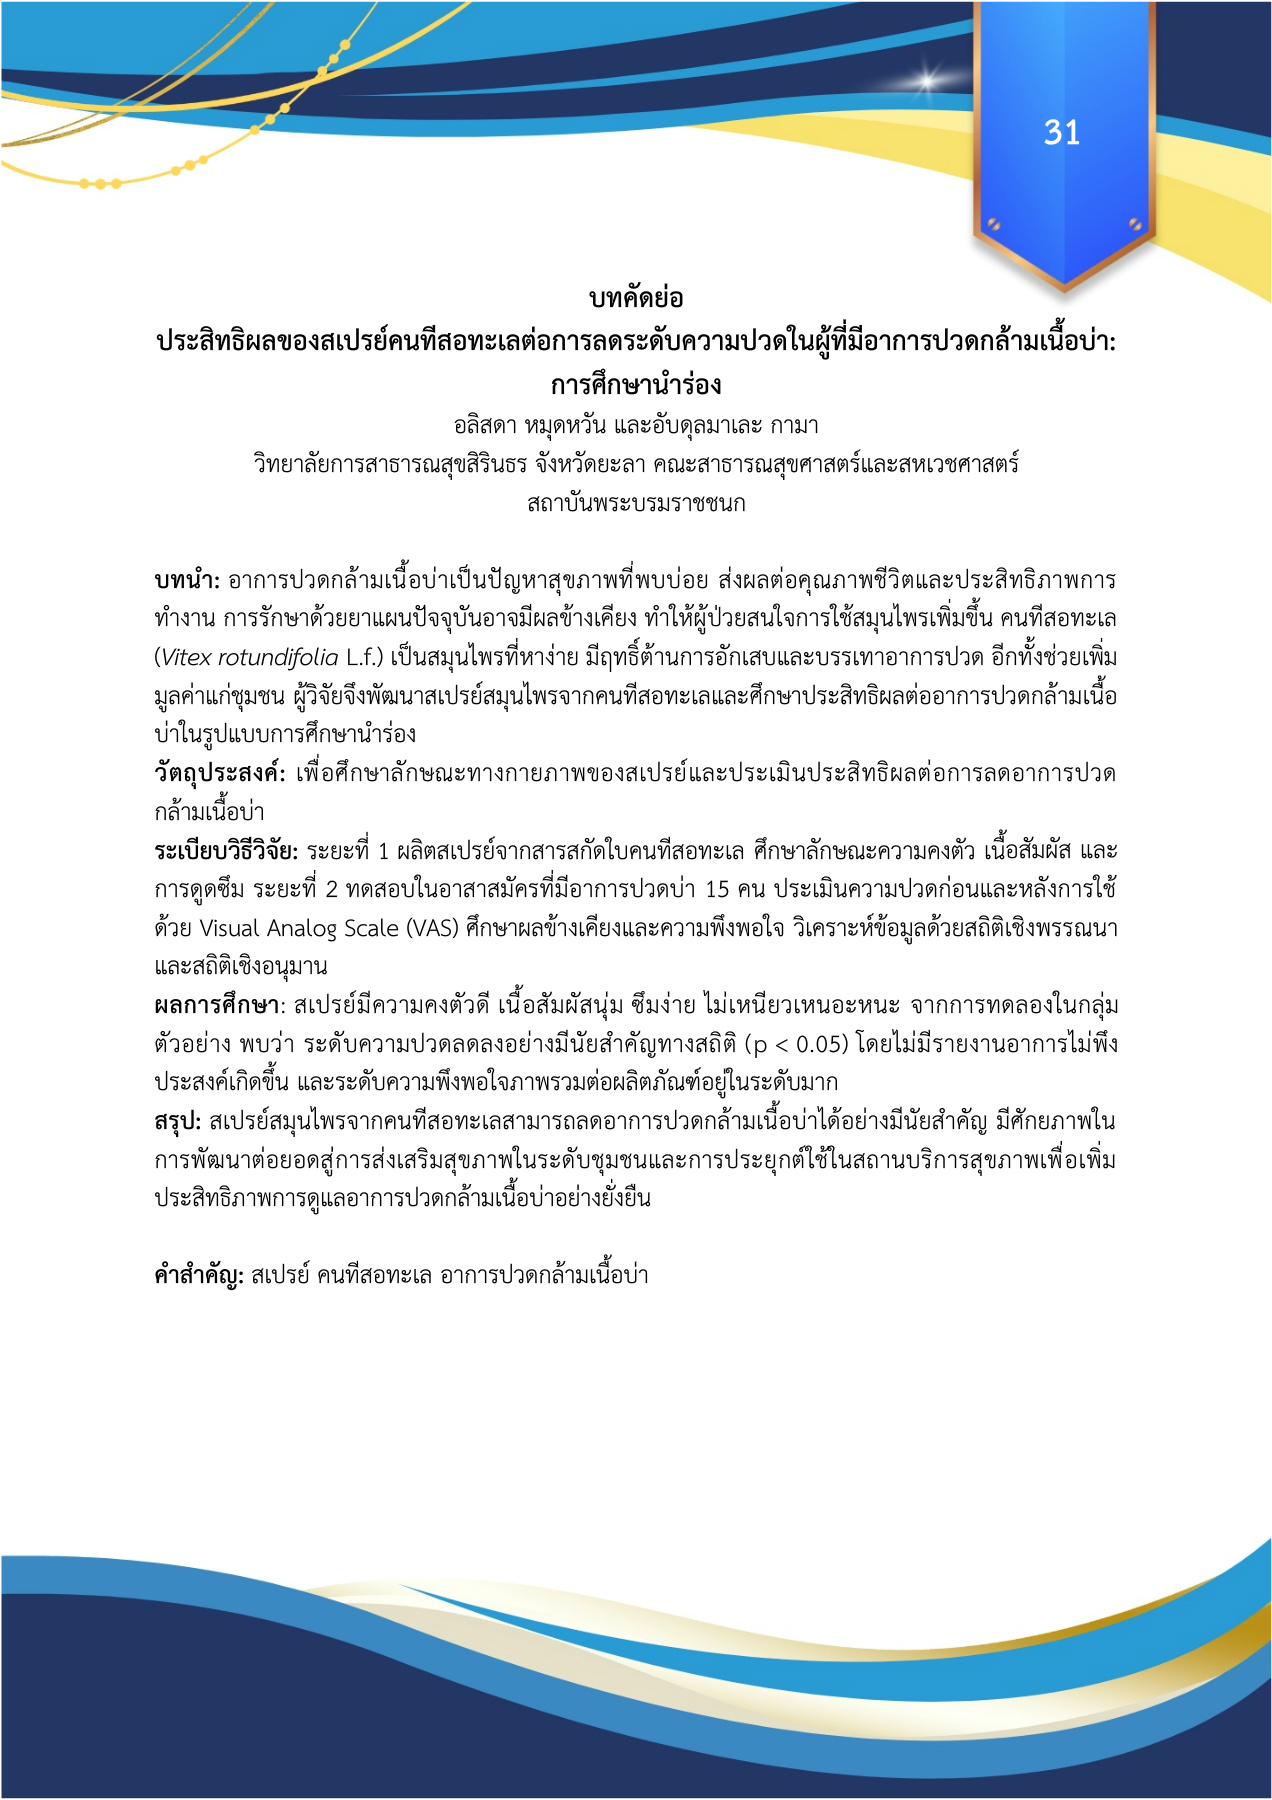 31
บทคัดย่อ
ประสิทธิผลของสเปรย์คนทีสอทะเลต่อการลดระดับความปวดในผู้ที่มีอาการปวดกล้ามเนื้อบ่า:
การศึกษานำร่อง
อลิสดา หมุดหวัน และอับดุลมาเละ กามา
วิทยาลัยการสาธารณสุขสิรินธร จังหวัดยะลา คณะสาธารณสุขศาสตร์และสหเวชศาสตร์
สถาบันพระบรมราชชนก
บทนำ: อาการปวดกล้ามเนื้อบ่าเป็นปัญหาสุขภาพที่พบบ่อย ส่งผลต่อคุณภาพชีวิตและประสิทธิภาพการ
ทำงาน การรักษาด้วยยาแผนปัจจุบันอาจมีผลข้างเคียง ทำให้ผู้ป่วยสนใจการใช้สมุนไพรเพิ่มขึ้น คนทีสอทะเล
(Vitex rotundifolia L.f.) เป็นสมุนไพรที่หาง่าย มีฤทธิ์ต้านการอักเสบและบรรเทาอาการปวด อีกทั้งช่วยเพิ่ม
มูลค่าแก่ชุมชน ผู้วิจัยจึงพัฒนาสเปรย์สมุนไพรจากคนทีสอทะเลและศึกษาประสิทธิผลต่ออาการปวดกล้ามเนื้อ
บ่าในรูปแบบการศึกษานำร่อง
วัตถุประสงค์: เพื่อศึกษาลักษณะทางกายภาพของสเปรย์และประเมินประสิทธิผลต่อการลดอาการปวด
กล้ามเนื้อบ่า
ระเบียบวิธีวิจัย: ระยะที่ 1 ผลิตสเปรย์จากสารสกัดใบคนทีสอทะเล ศึกษาลักษณะความคงตัว เนื้อสัมผัส และ
การดูดซึม ระยะที่ 2 ทดสอบในอาสาสมัครที่มีอาการปวดบ่า 15 คน ประเมินความปวดก่อนและหลังการใช้
ด้วย Visual Analog Scale (VAS) ศึกษาผลข้างเคียงและความพึงพอใจ วิเคราะห์ข้อมูลด้วยสถิติเชิงพรรณนา
และสถิติเชิงอนุมาน
ผลการศึกษา: สเปรย์มีความคงตัวดี เนื้อสัมผัสนุ่ม ซึมง่าย ไม่เหนียวเหนอะหนะ จากการทดลองในกลุ่ม
ตัวอย่าง พบว่า ระดับความปวดลดลงอย่างมีนัยสำคัญทางสถิติ (p < 0.05) โดยไม่มีรายงานอาการไม่พึง
ประสงค์เกิดขึ้น และระดับความพึงพอใจภาพรวมต่อผลิตภัณฑ์อยู่ในระดับมาก
สรุป: สเปรย์สมุนไพรจากคนทีสอทะเลสามารถลดอาการปวดกล้ามเนื้อบ่าได้อย่างมีนัยสำคัญ มีศักยภาพใน
การพัฒนาต่อยอดสู่การส่งเสริมสุขภาพในระดับชุมชนและการประยุกต์ใช้ในสถานบริการสุขภาพเพื่อเพิ่ม
ประสิทธิภาพการดูแลอาการปวดกล้ามเนื้อบ่าอย่างยั่งยืน
คำสำคัญ: สเปรย์ คนทีสอทะเล อาการปวดกล้ามเนื้อบ่า